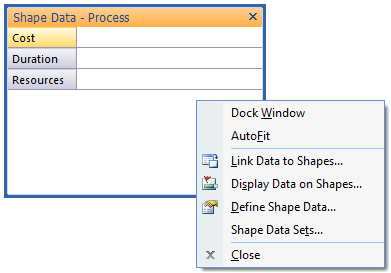 Shape Data - Process
Cost
Duration
Resources
Dock Window
AutoFit
Link Data to Shapes...
Display Data on Shapes...
Define Shape Data...
Shape Data Sets...
Close